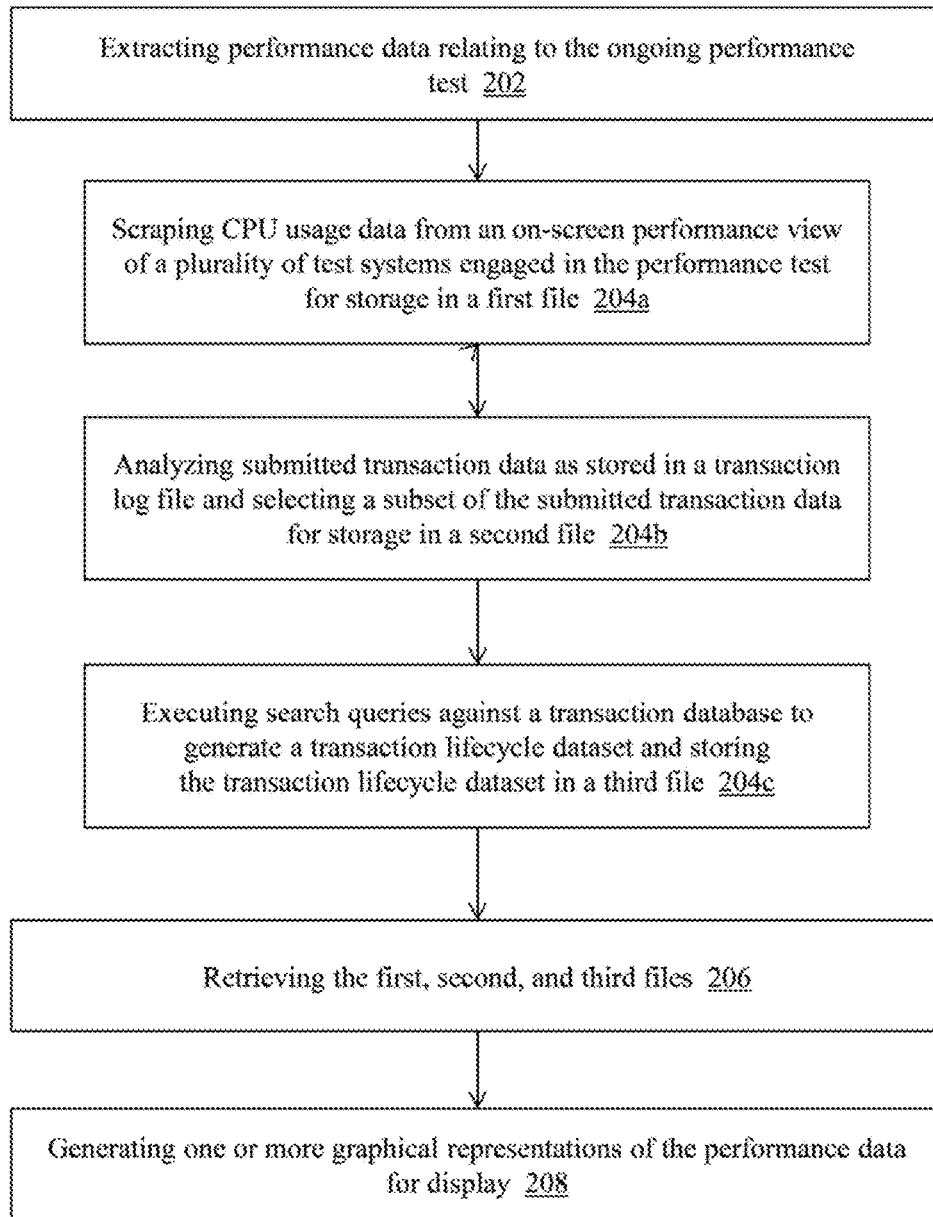 Extracting performance data relating to the ongoing performance
test 202
Scraping CPU usage data from an on-screen performance view
of a plurality of test systems engaged in the performance test
for storage in a first file 204a
Analyzing submitted transaction data as stored in a transaction
log file and selecting a subset of the submitted transaction data
for storage in a second file 204b
Executing search queries against a transaction database to
generate a transaction lifecycle dataset and storing
the transaction lifecycle dataset in a third file 204c
Retrieving the first, second, and third files 206
Generating one or more graphical representations of the performance data
for display 208